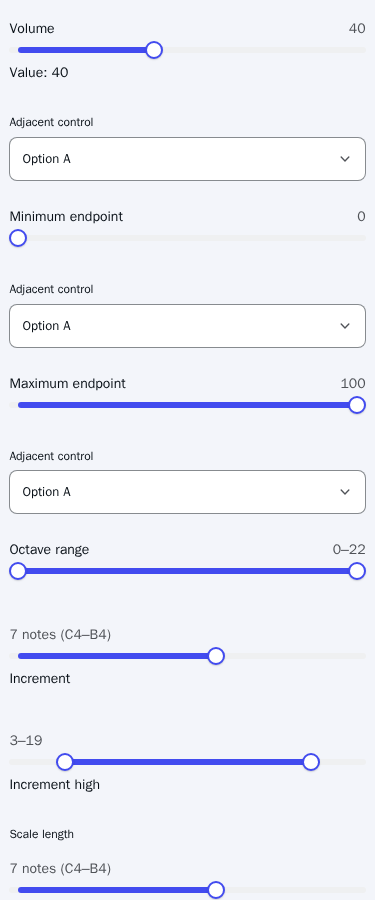 Volume 40
Value: 40
Adjacent control
Option A
Minimum endpoint 0
Adjacent control
Option A
Maximum endpoint 100
Adjacent control
Option A
Octave range 0–22
7 notes (C4–B4)
Increment
3–19
Increment high
Scale length
7 notes (C4–B4)